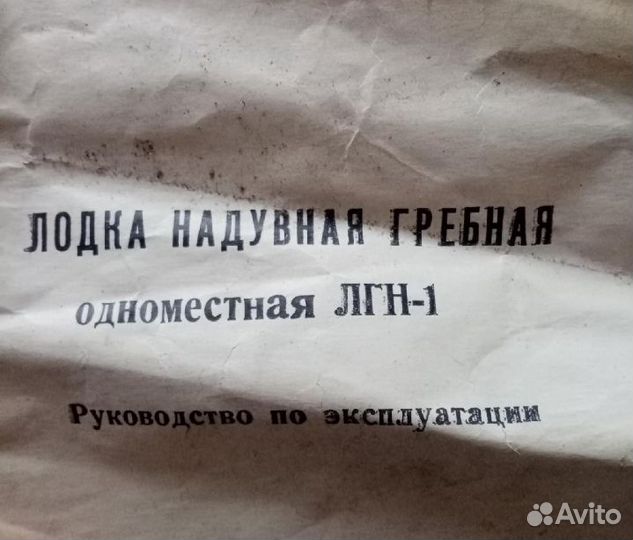 ЛОДКА НАДУВНАЯ ГРЕБНАЯ
одноместная ЛГН-1
Руководство по эксплуатации
Avito